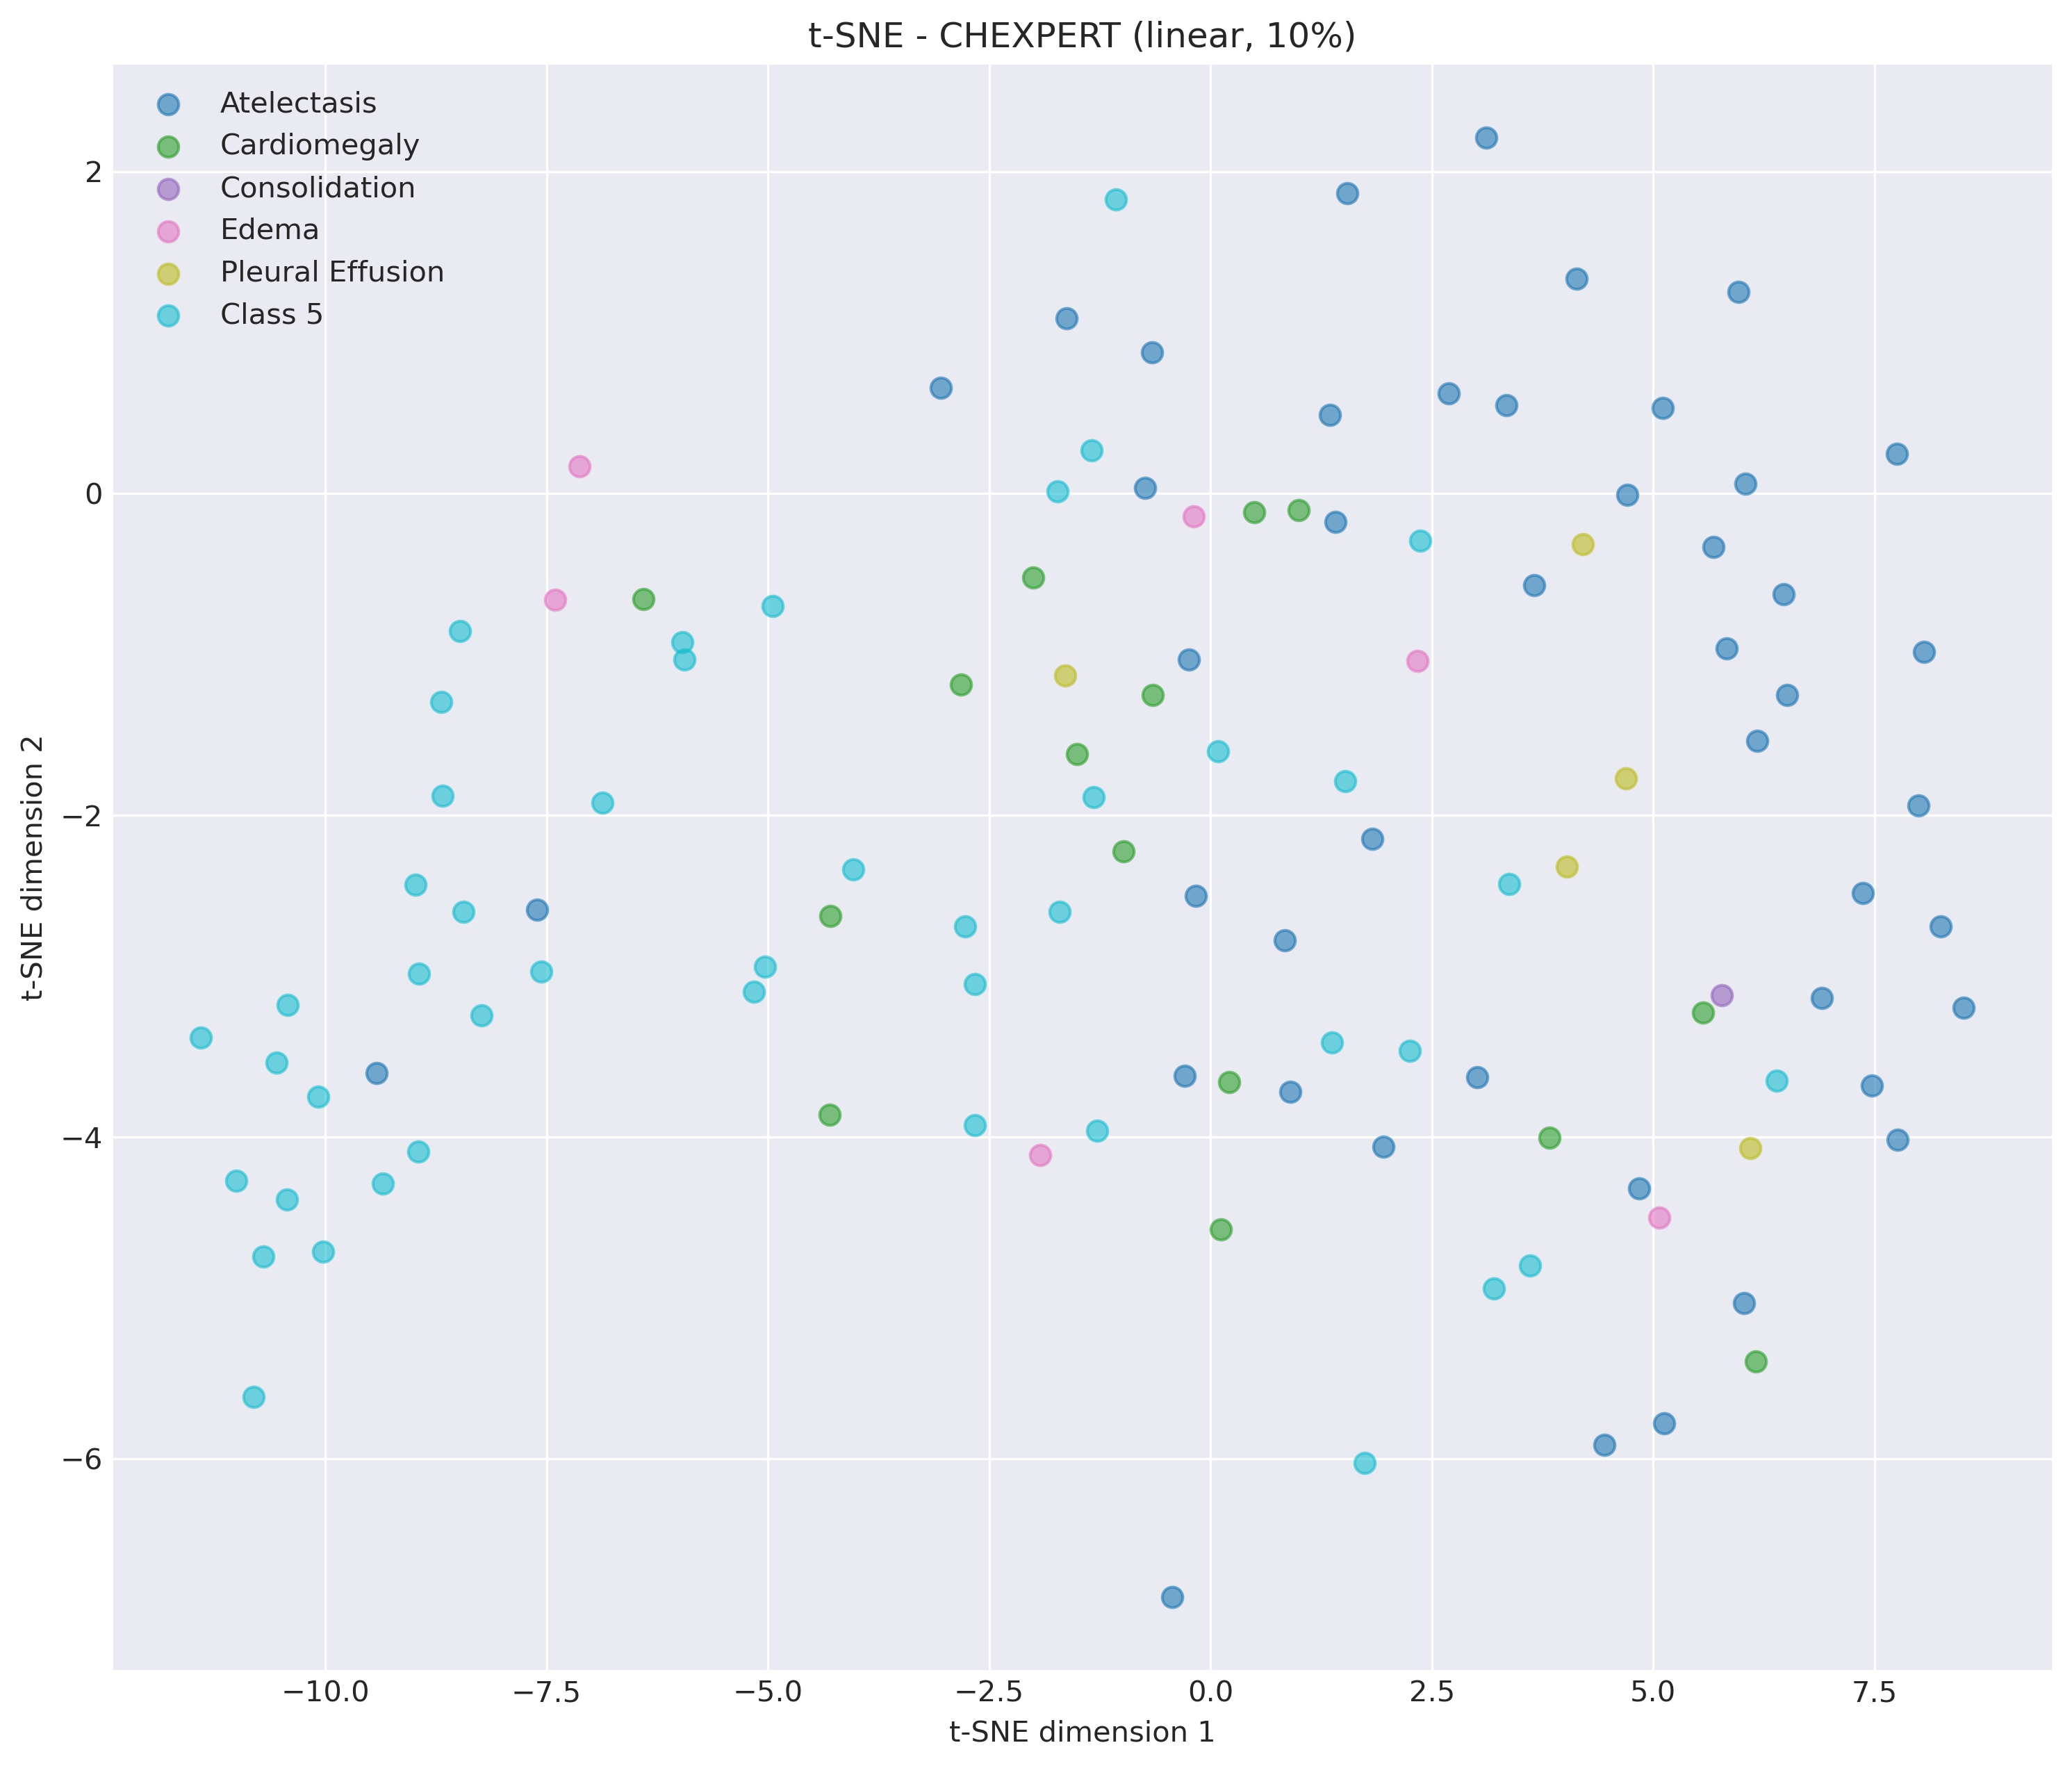 t-SNE - CHEXPERT (linear, 10%)
Atelectasis
Cardiomegaly
Consolidation
Edema
Pleural Effusion
Class 5
t-SNE dimension 2
2
0
−2
−4
−6
−10.0 −7.5 −5.0 −2.5 0.0 2.5 5.0 7.5
t-SNE dimension 1